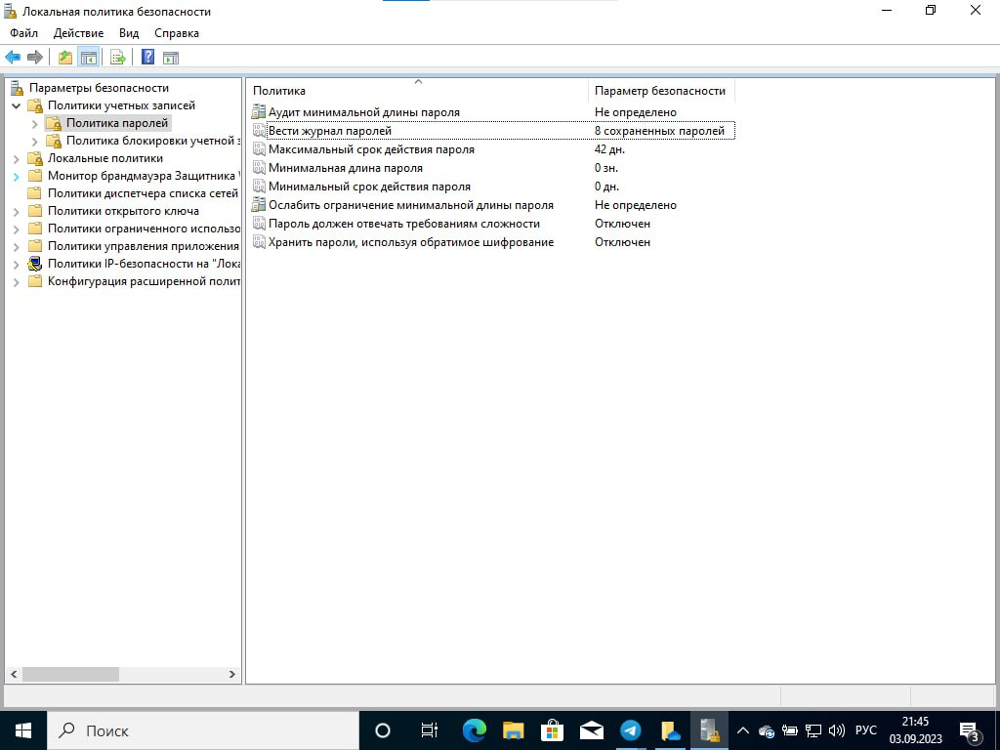 Локальная политика безопасности
Файл Действие Вид Справка
Параметры безопасности
Политики учетных записей
Политика паролей
Политика блокировки учетной з
Локальные политики
Монитор брандмауэра Защитника
Политики диспетчера списка сетей
Политики открытого ключа
Политики ограниченного использо
Политики управления приложения
Политики IP-безопасности на "Лока
Конфигурация расширенной полит
Политика Параметр безопасности
Аудит минимальной длины пароля Не определено
Вести журнал паролей 8 сохраненных паролей
Максимальный срок действия пароля 42 дн.
Минимальная длина пароля 0 зн.
Минимальный срок действия пароля 0 дн.
Ослабить ограничение минимальной длины пароля Не определено
Пароль должен отвечать требованиям сложности Отключен
Хранить пароли, используя обратимое шифрование Отключен
Поиск
РУС
21:45
03.09.2023
3